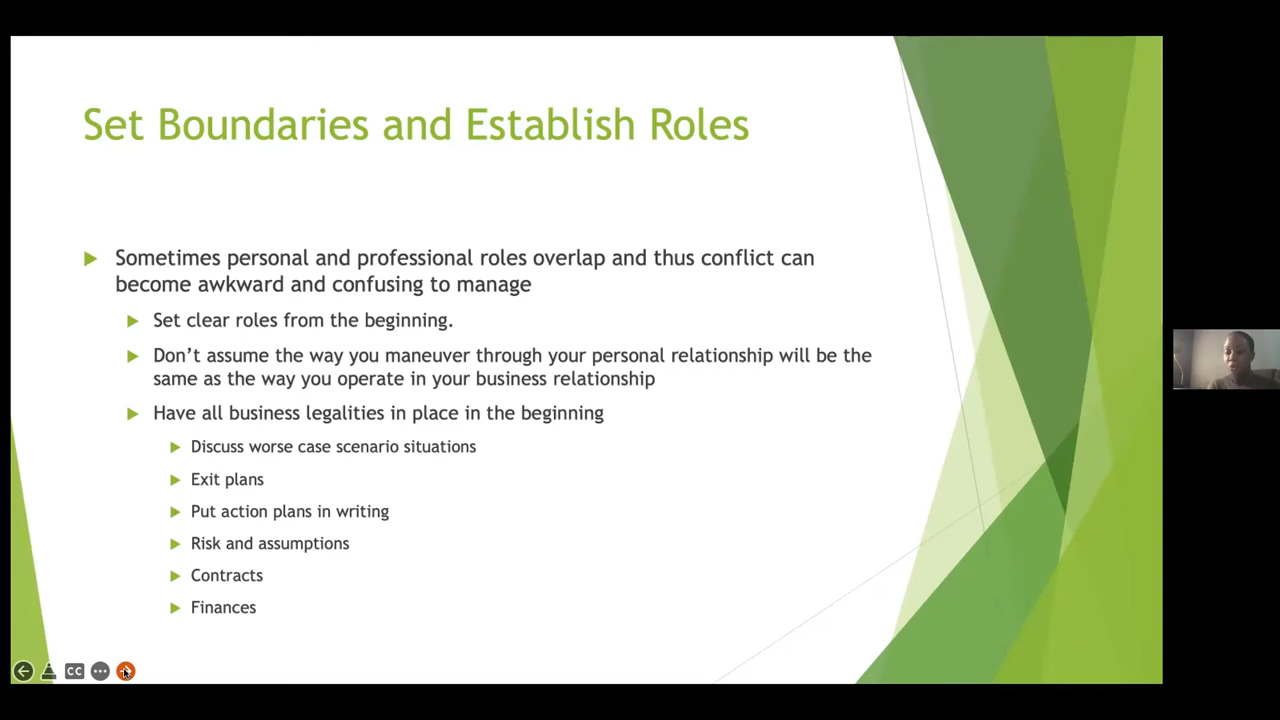 Set Boundaries and Establish Roles
Sometimes personal and professional roles overlap and thus conflict can
become awkward and confusing to manage
Set clear roles from the beginning.
Don't assume the way you maneuver through your personal relationship will be the
same as the way you operate in your business relationship
Have all business legalities in place in the beginning
Discuss worse case scenario situations
Exit plans
Put action plans in writing
Risk and assumptions
Contracts
Finances
CC